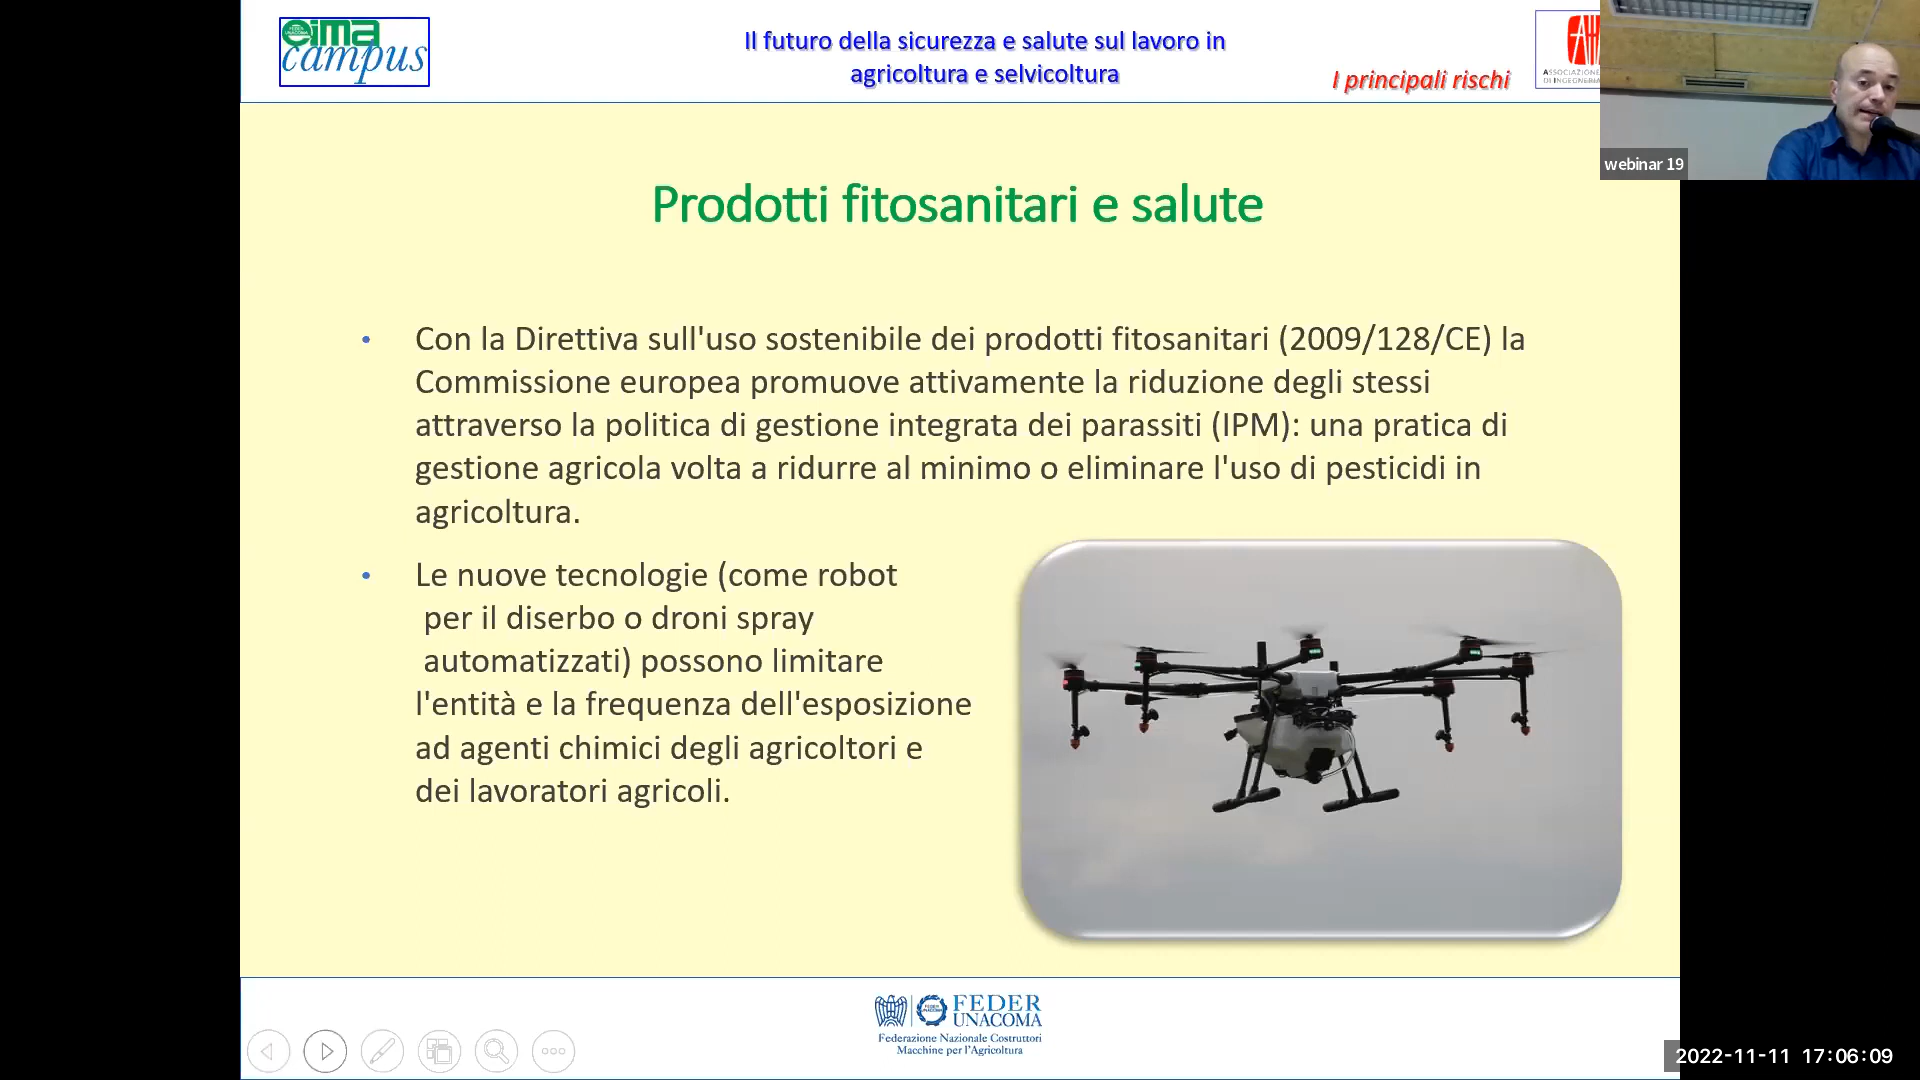 eima
FEDER
UNACOMA
campus
Il futuro della sicurezza e salute sul lavoro in
agricoltura e selvicoltura
I principali rischi
ASSOCIAZIONE
DI INGEGNERIA
webinar 19
Prodotti fitosanitari e salute
• Con la Direttiva sull'uso sostenibile dei prodotti fitosanitari (2009/128/CE) la
Commissione europea promuove attivamente la riduzione degli stessi
attraverso la politica di gestione integrata dei parassiti (IPM): una pratica di
gestione agricola volta a ridurre al minimo o eliminare l'uso di pesticidi in
agricoltura.
• Le nuove tecnologie (come robot
per il diserbo o droni spray
automatizzati) possono limitare
l'entità e la frequenza dell'esposizione
ad agenti chimici degli agricoltori e
dei lavoratori agricoli.
FEDER
UNACOMA
Federazione Nazionale Costruttori
Macchine per l'Agricoltura
2022-11-11 17:06:09